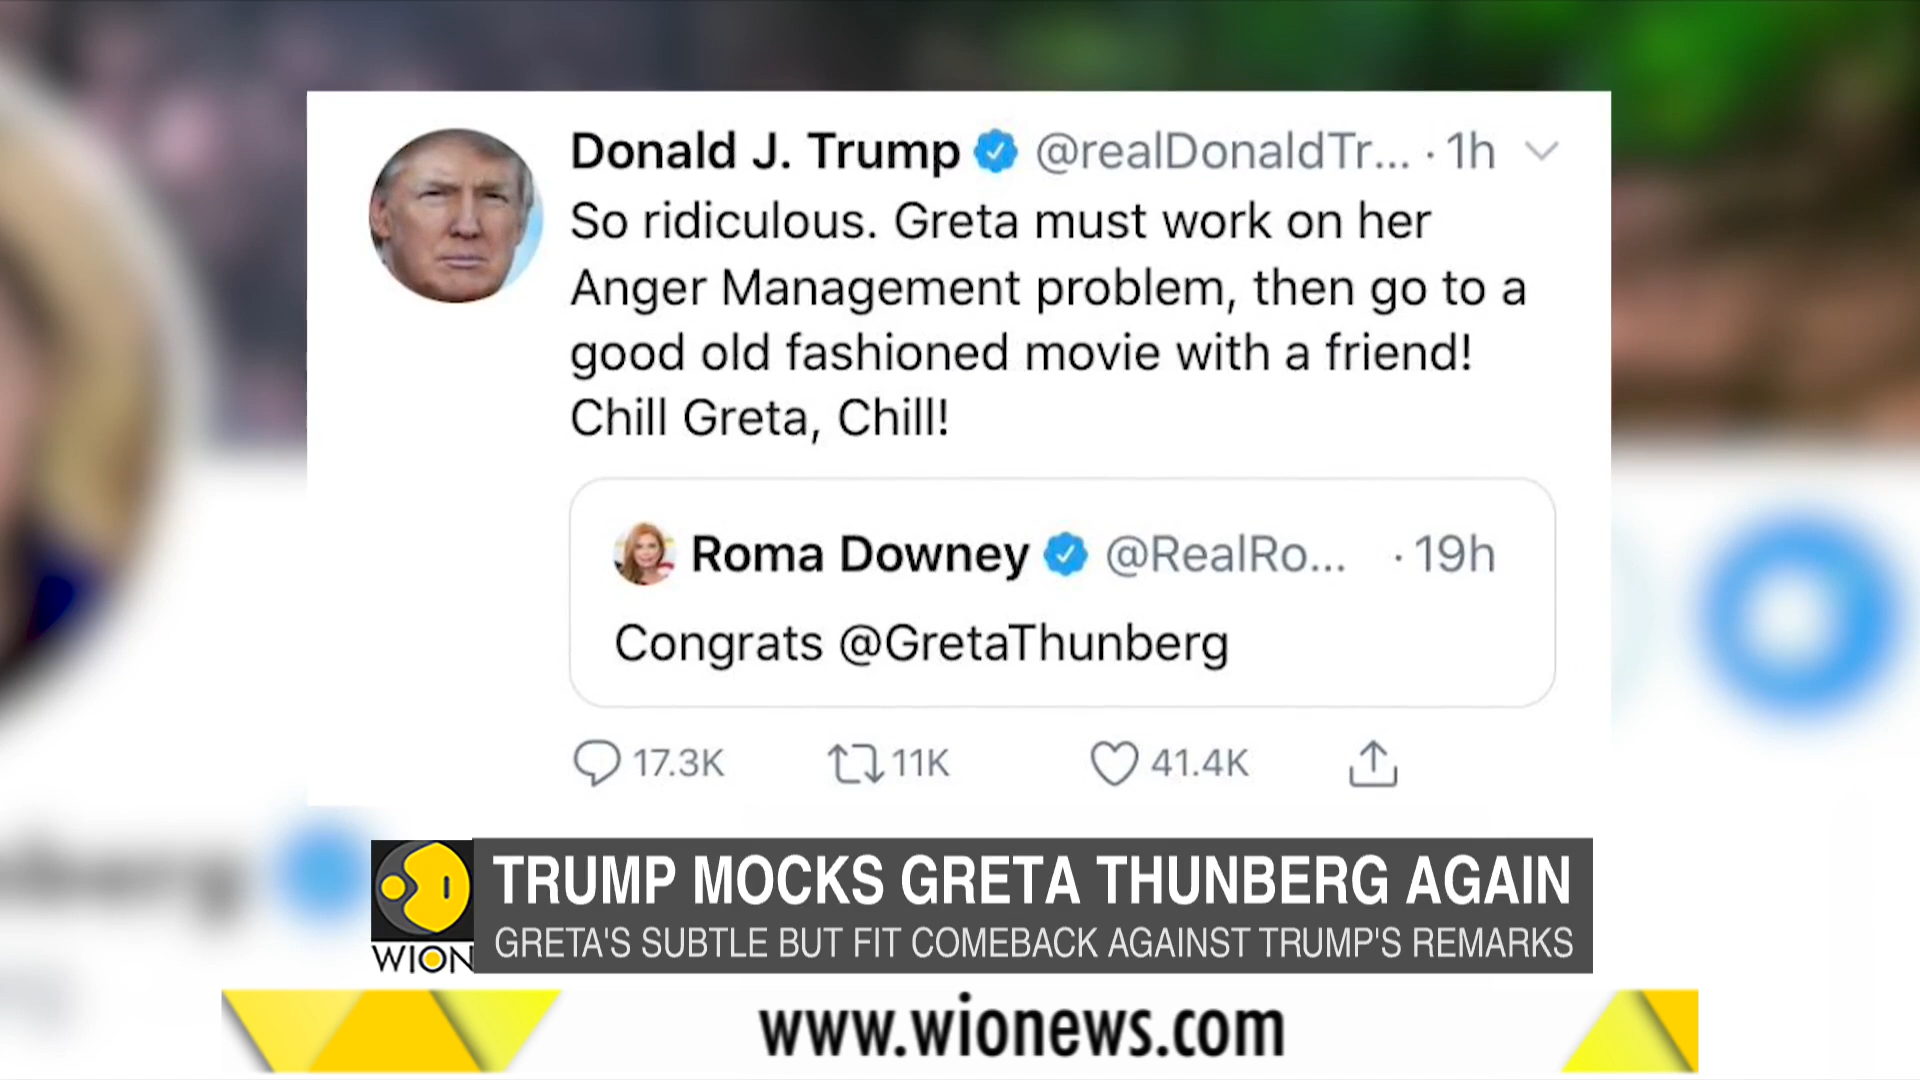 Donald J. Trump @realDonaldTr... · 1h
So ridiculous. Greta must work on her
Anger Management problem, then go to a
good old fashioned movie with a friend!
Chill Greta, Chill!
Roma Downey @RealRo... · 19h
Congrats @GretaThunberg
17.3K 11K 41.4K
TRUMP MOCKS GRETA THUNBERG AGAIN
GRETA'S SUBTLE BUT FIT COMEBACK AGAINST TRUMP'S REMARKS
WION
www.wionews.com